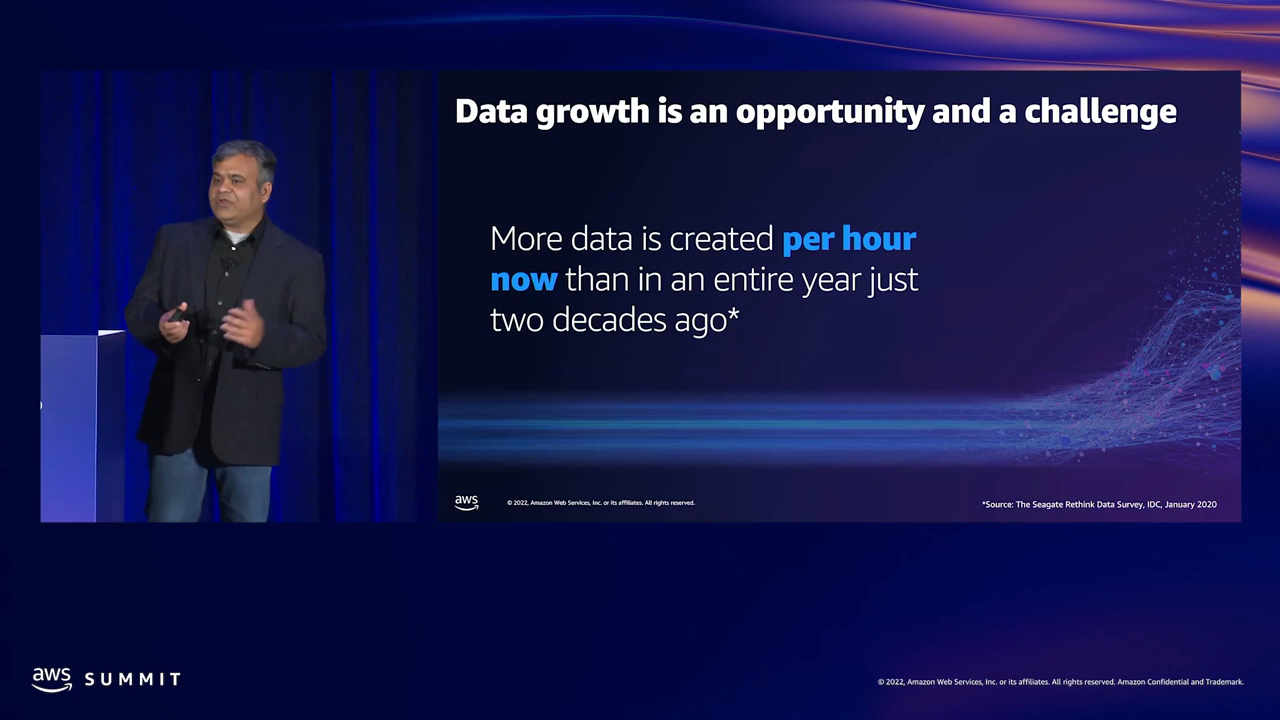 Data growth is an opportunity and a challenge
More data is created per hour
now than in an entire year just
two decades ago*
aws
© 2022, Amazon Web Services, Inc. or its affiliates. All rights reserved.
*Source: The Seagate Rethink Data Survey, IDC, January 2020
aws SUMMIT
© 2022, Amazon Web Services, Inc. or its affiliates. All rights reserved. Amazon Confidential and Trademark.